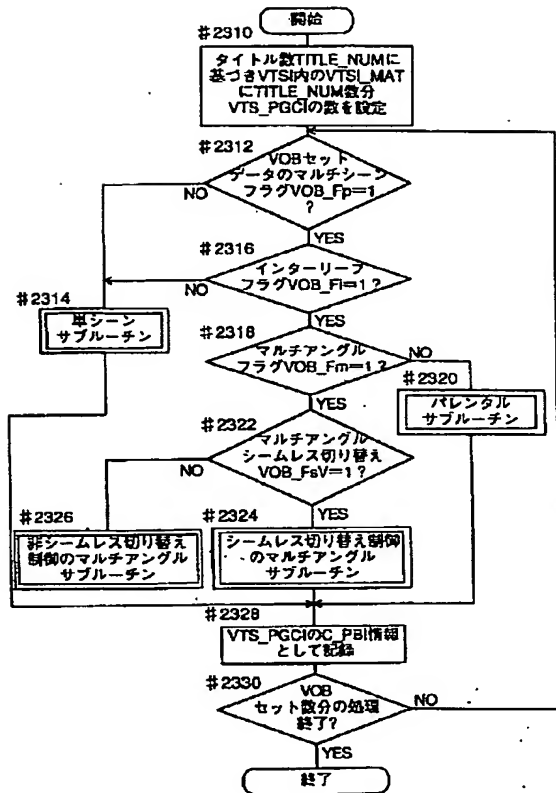 開始
#2310
タイトル数TITLE_NUMに
基づきVTSI内のVTSI_MAT
にTITLE_NUM数分
VTS_PGCIの数を設定
#2312
VOBセット
データのマルチシーン
フラグVOB_Fp=1
?
NO
YES
#2316
インターリーブ
フラグVOB_Fi=1?
NO
YES
#2314
単シーン
サブルーチン
#2318
マルチアングル
フラグVOB_Fm=1?
NO
YES
#2320
パレンタル
サブルーチン
#2322
マルチアングル
シームレス切り替え
VOB_FsV=1?
NO
YES
#2326
非シームレス切り替え
制御のマルチアングル
サブルーチン
#2324
シームレス切り替え制御
のマルチアングル
サブルーチン
#2328
VTS_PGCIのC_PBI情報
として記録
#2330
VOB
セット数分の処理
終了?
NO
YES
終了